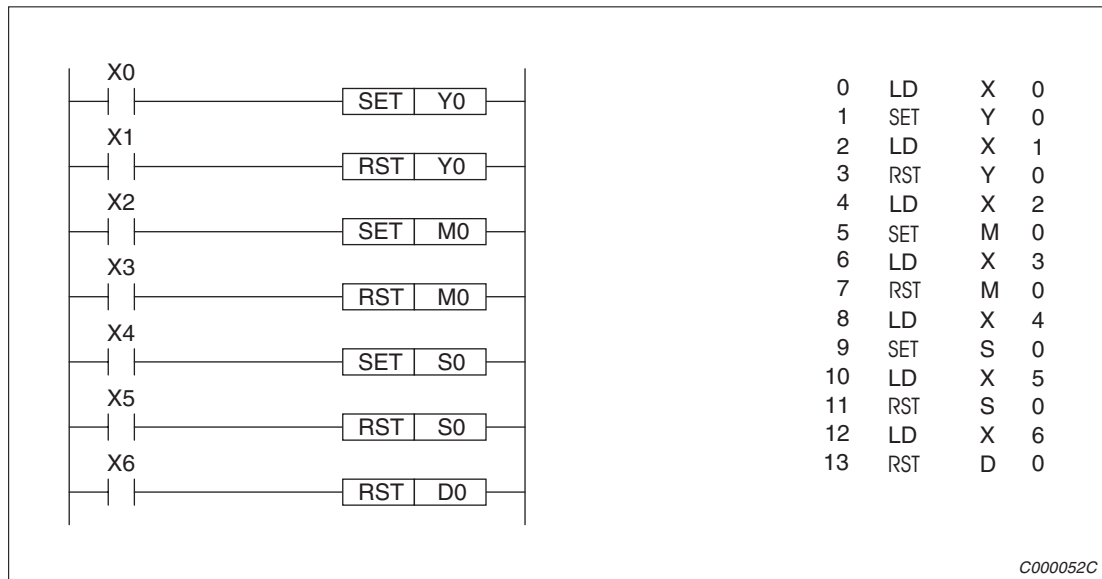 X0
SET Y0
X1
RST Y0
X2
SET M0
X3
RST M0
X4
SET S0
X5
RST S0
X6
RST D0
0 LD X 0
1 SET Y 0
2 LD X 1
3 RST Y 0
4 LD X 2
5 SET M 0
6 LD X 3
7 RST M 0
8 LD X 4
9 SET S 0
10 LD X 5
11 RST S 0
12 LD X 6
13 RST D 0
C000052C